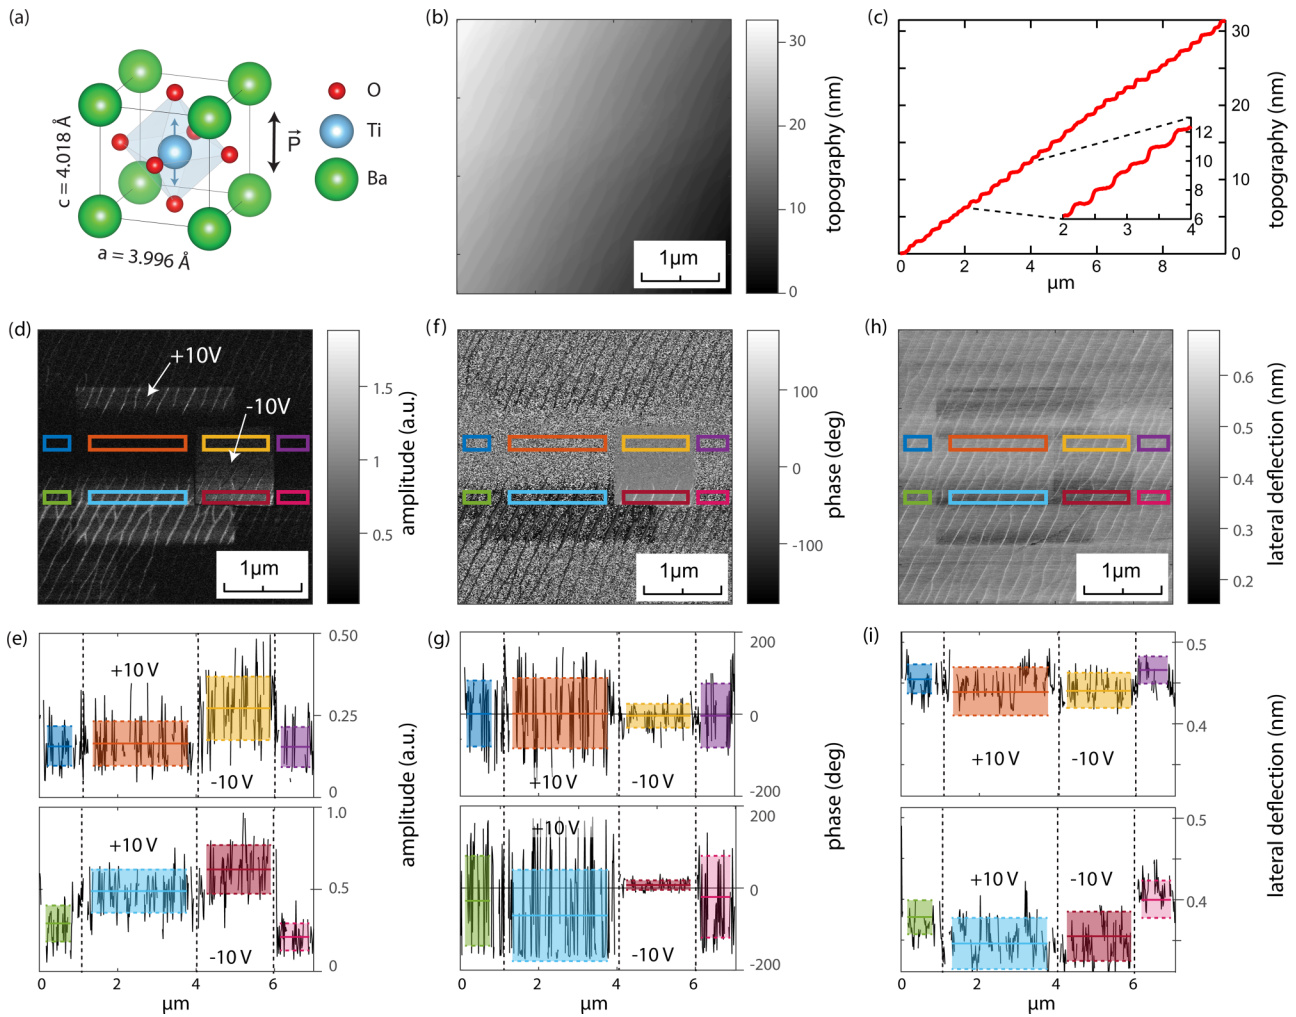 (a)
c = 4.018 Å
a = 3.996 Å
P
O
Ti
Ba
(b)
1μm
30
20
10
0
topography (nm)
(c)
30
20
10
0
topography (nm)
12
10
8
6
2
3
4
0
2
4
6
8
μm
(d)
+10V
-10V
1μm
1.5
1
0.5
amplitude (a.u.)
(f)
1μm
100
0
-100
phase (deg)
(h)
1μm
0.6
0.5
0.4
0.3
0.2
lateral deflection (nm)
(e)
+10 V
-10 V
0.50
0.25
0
+10 V
-10 V
1.0
0.5
0
amplitude (a.u.)
0
2
4
6
μm
(g)
+10 V
-10 V
200
0
-200
+10 V
-10 V
200
0
-200
phase (deg)
0
2
4
6
μm
(i)
+10 V
-10 V
0.5
0.4
+10 V
-10 V
0.5
0.4
lateral deflection (nm)
0
2
4
6
μm